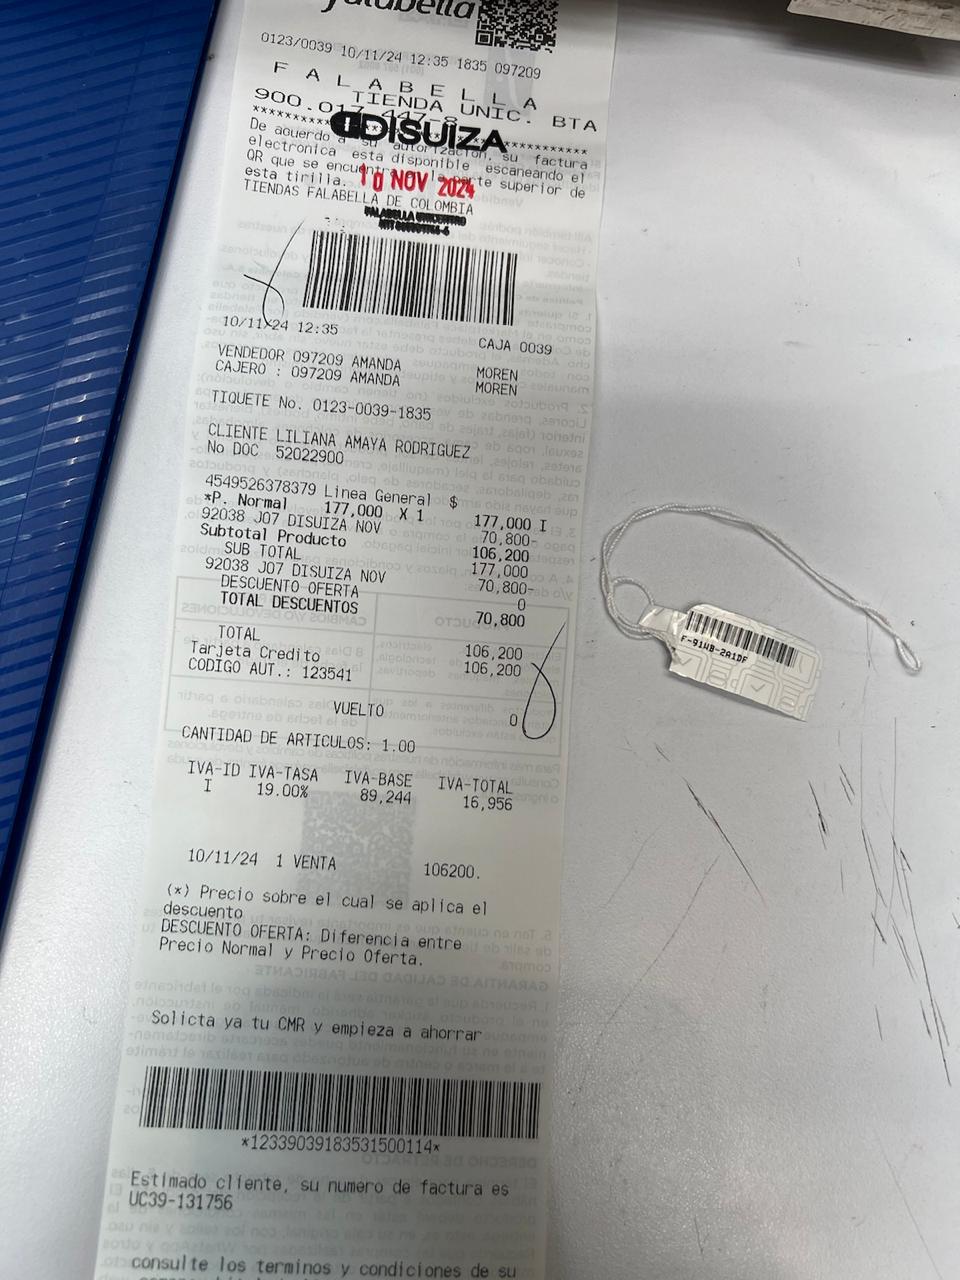 falabella
0123/0039 10/11/24 12:35 1835 097209
F A L A B E L L A
TIENDA UNIC. BTA
900.017.447-8
DISUIZA
De acuerdo a su autorizacion, su factura
electronica esta disponible escaneando el
QR que se encuentra en la parte superior de
esta tirilla.
10 NOV 2024
TIENDAS FALABELLA DE COLOMBIA
FALABELLA UNICENTRO
10/11/24 12:35
CAJA 0039
VENDEDOR 097209 AMANDA MOREN
CAJERO : 097209 AMANDA MOREN
TIQUETE No. 0123-0039-1835
CLIENTE LILIANA AMAYA RODRIGUEZ
No DOC 52022900
4549526378379 Linea General $
*P. Normal 177,000 X 1 177,000 I
92038 J07 DISUIZA NOV 70,800-
Subtotal Producto 106,200
SUB TOTAL 177,000
92038 J07 DISUIZA NOV 70,800-
DESCUENTO OFERTA 0
TOTAL DESCUENTOS 70,800
TOTAL 106,200
Tarjeta Credito 106,200
CODIGO AUT.: 123541
VUELTO 0
CANTIDAD DE ARTICULOS: 1.00
IVA-ID IVA-TASA IVA-BASE IVA-TOTAL
I 19.00% 89,244 16,956
10/11/24 1 VENTA 106200.
(*) Precio sobre el cual se aplica el
descuento
DESCUENTO OFERTA: Diferencia entre
Precio Normal y Precio Oferta.
Solicta ya tu CMR y empieza a ahorrar
*12339039183531500114*
Estimado cliente, su numero de factura es
UC39-131756
consulte los terminos y condiciones de su
F-91WB-2A1DF